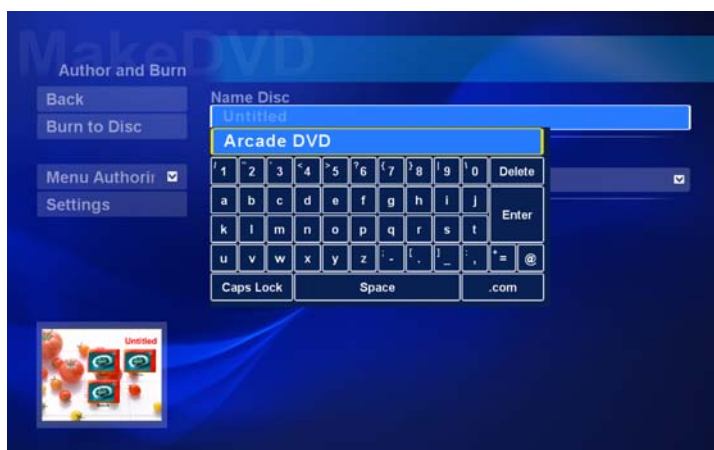 MakeDVD
Author and Burn
Back
Burn to Disc
Menu Authorir
Settings
Name Disc
Untitled
Arcade DVD
1 " 2 ' 3 < 4 > 5 ? 6 { 7 } 8 | 9 \ 0 Delete
a b c d e f g h i j
Enter
k l m n o p q r s t
u v w x y z ; - [ . ] _ : , + = @
Caps Lock Space .com
Untitled